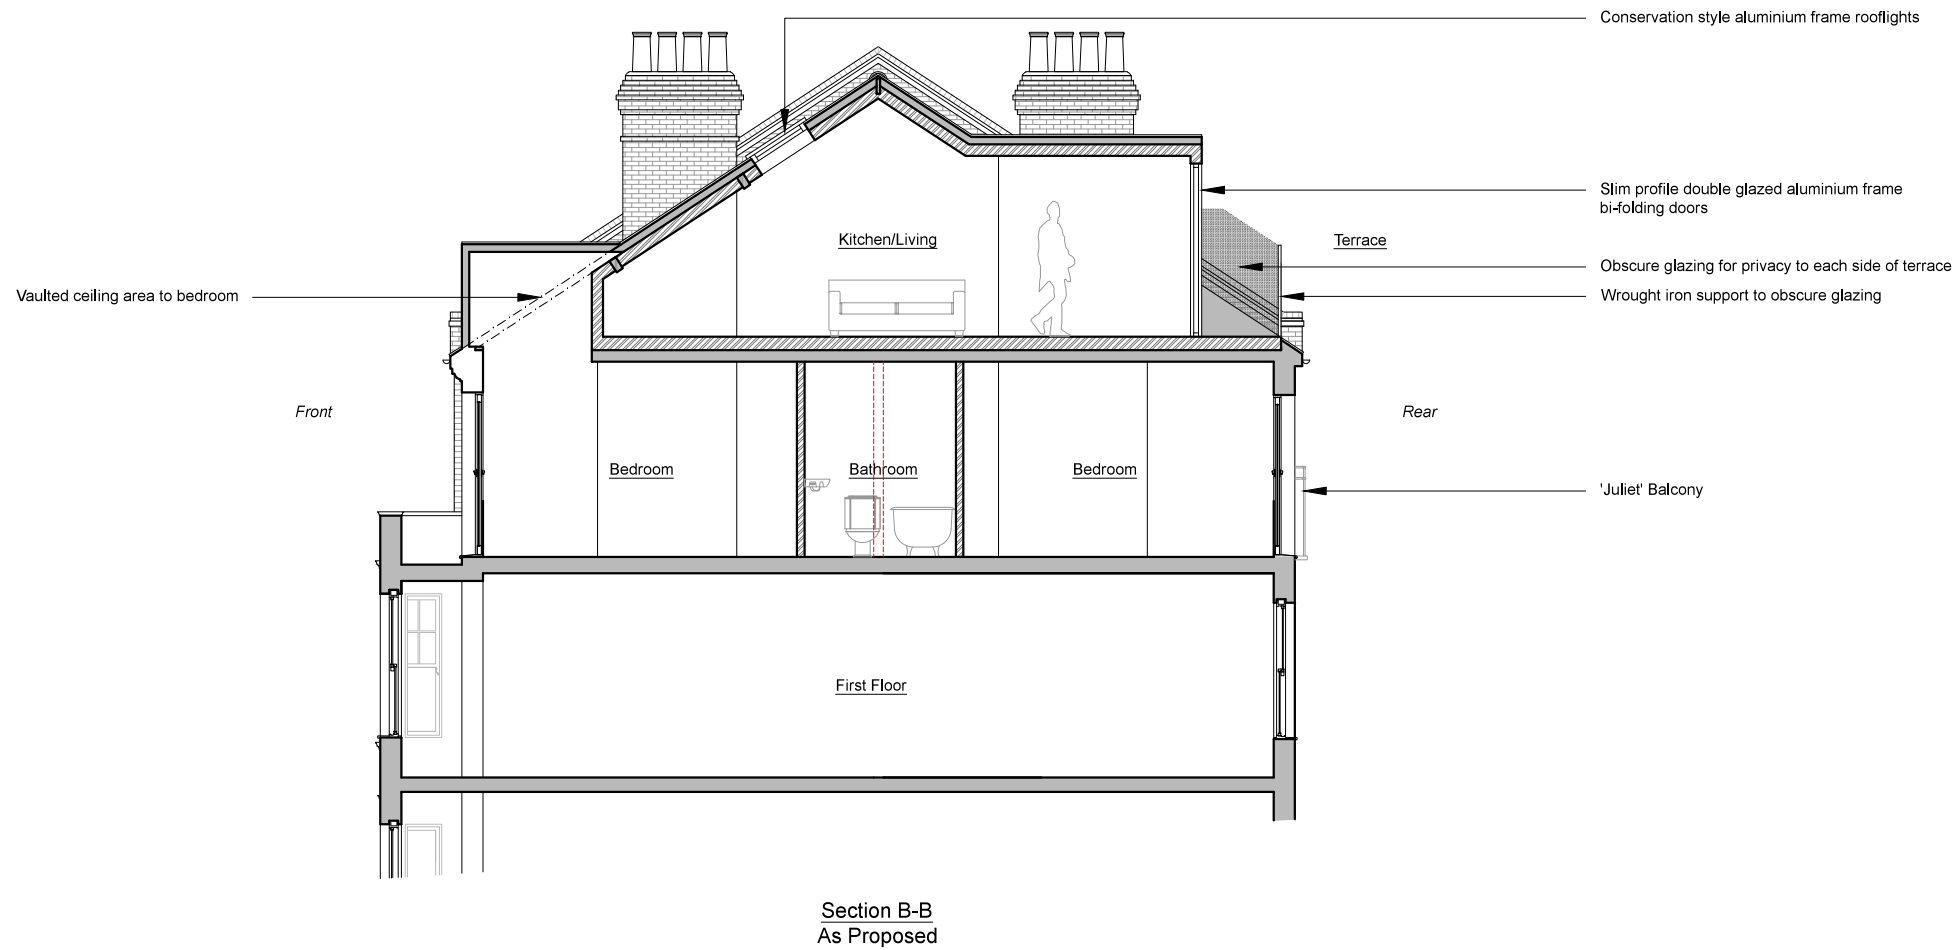 Conservation style aluminium frame rooflights
Slim profile double glazed aluminium frame
bi-folding doors
Kitchen/Living
Terrace
Obscure glazing for privacy to each side of terrace
Vaulted ceiling area to bedroom
Wrought iron support to obscure glazing
Front
Rear
Bedroom
Bathroom
Bedroom
'Juliet' Balcony
First Floor
Section B-B
As Proposed